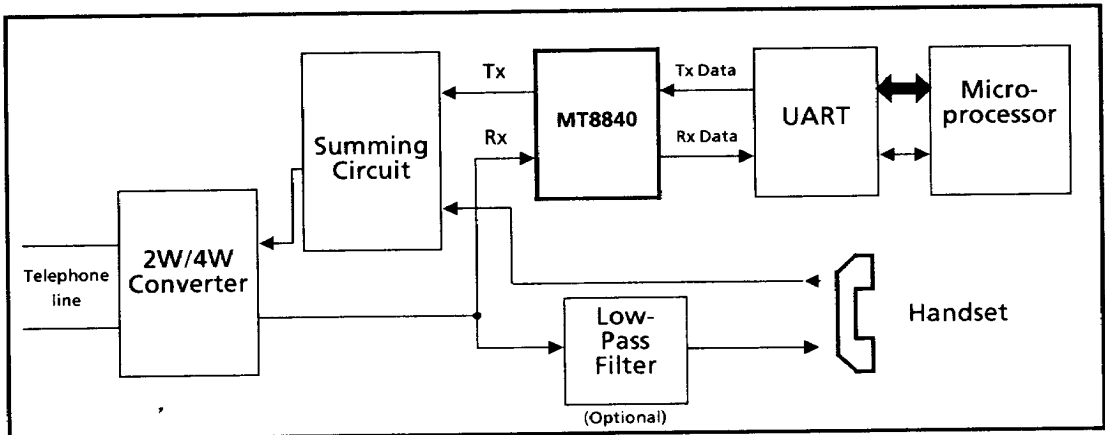 Tx
Rx
Summing
Circuit
MT8840
Tx Data
Rx Data
UART
Micro-
processor
2W/4W
Converter
Telephone
line
Low-
Pass
Filter
(Optional)
Handset